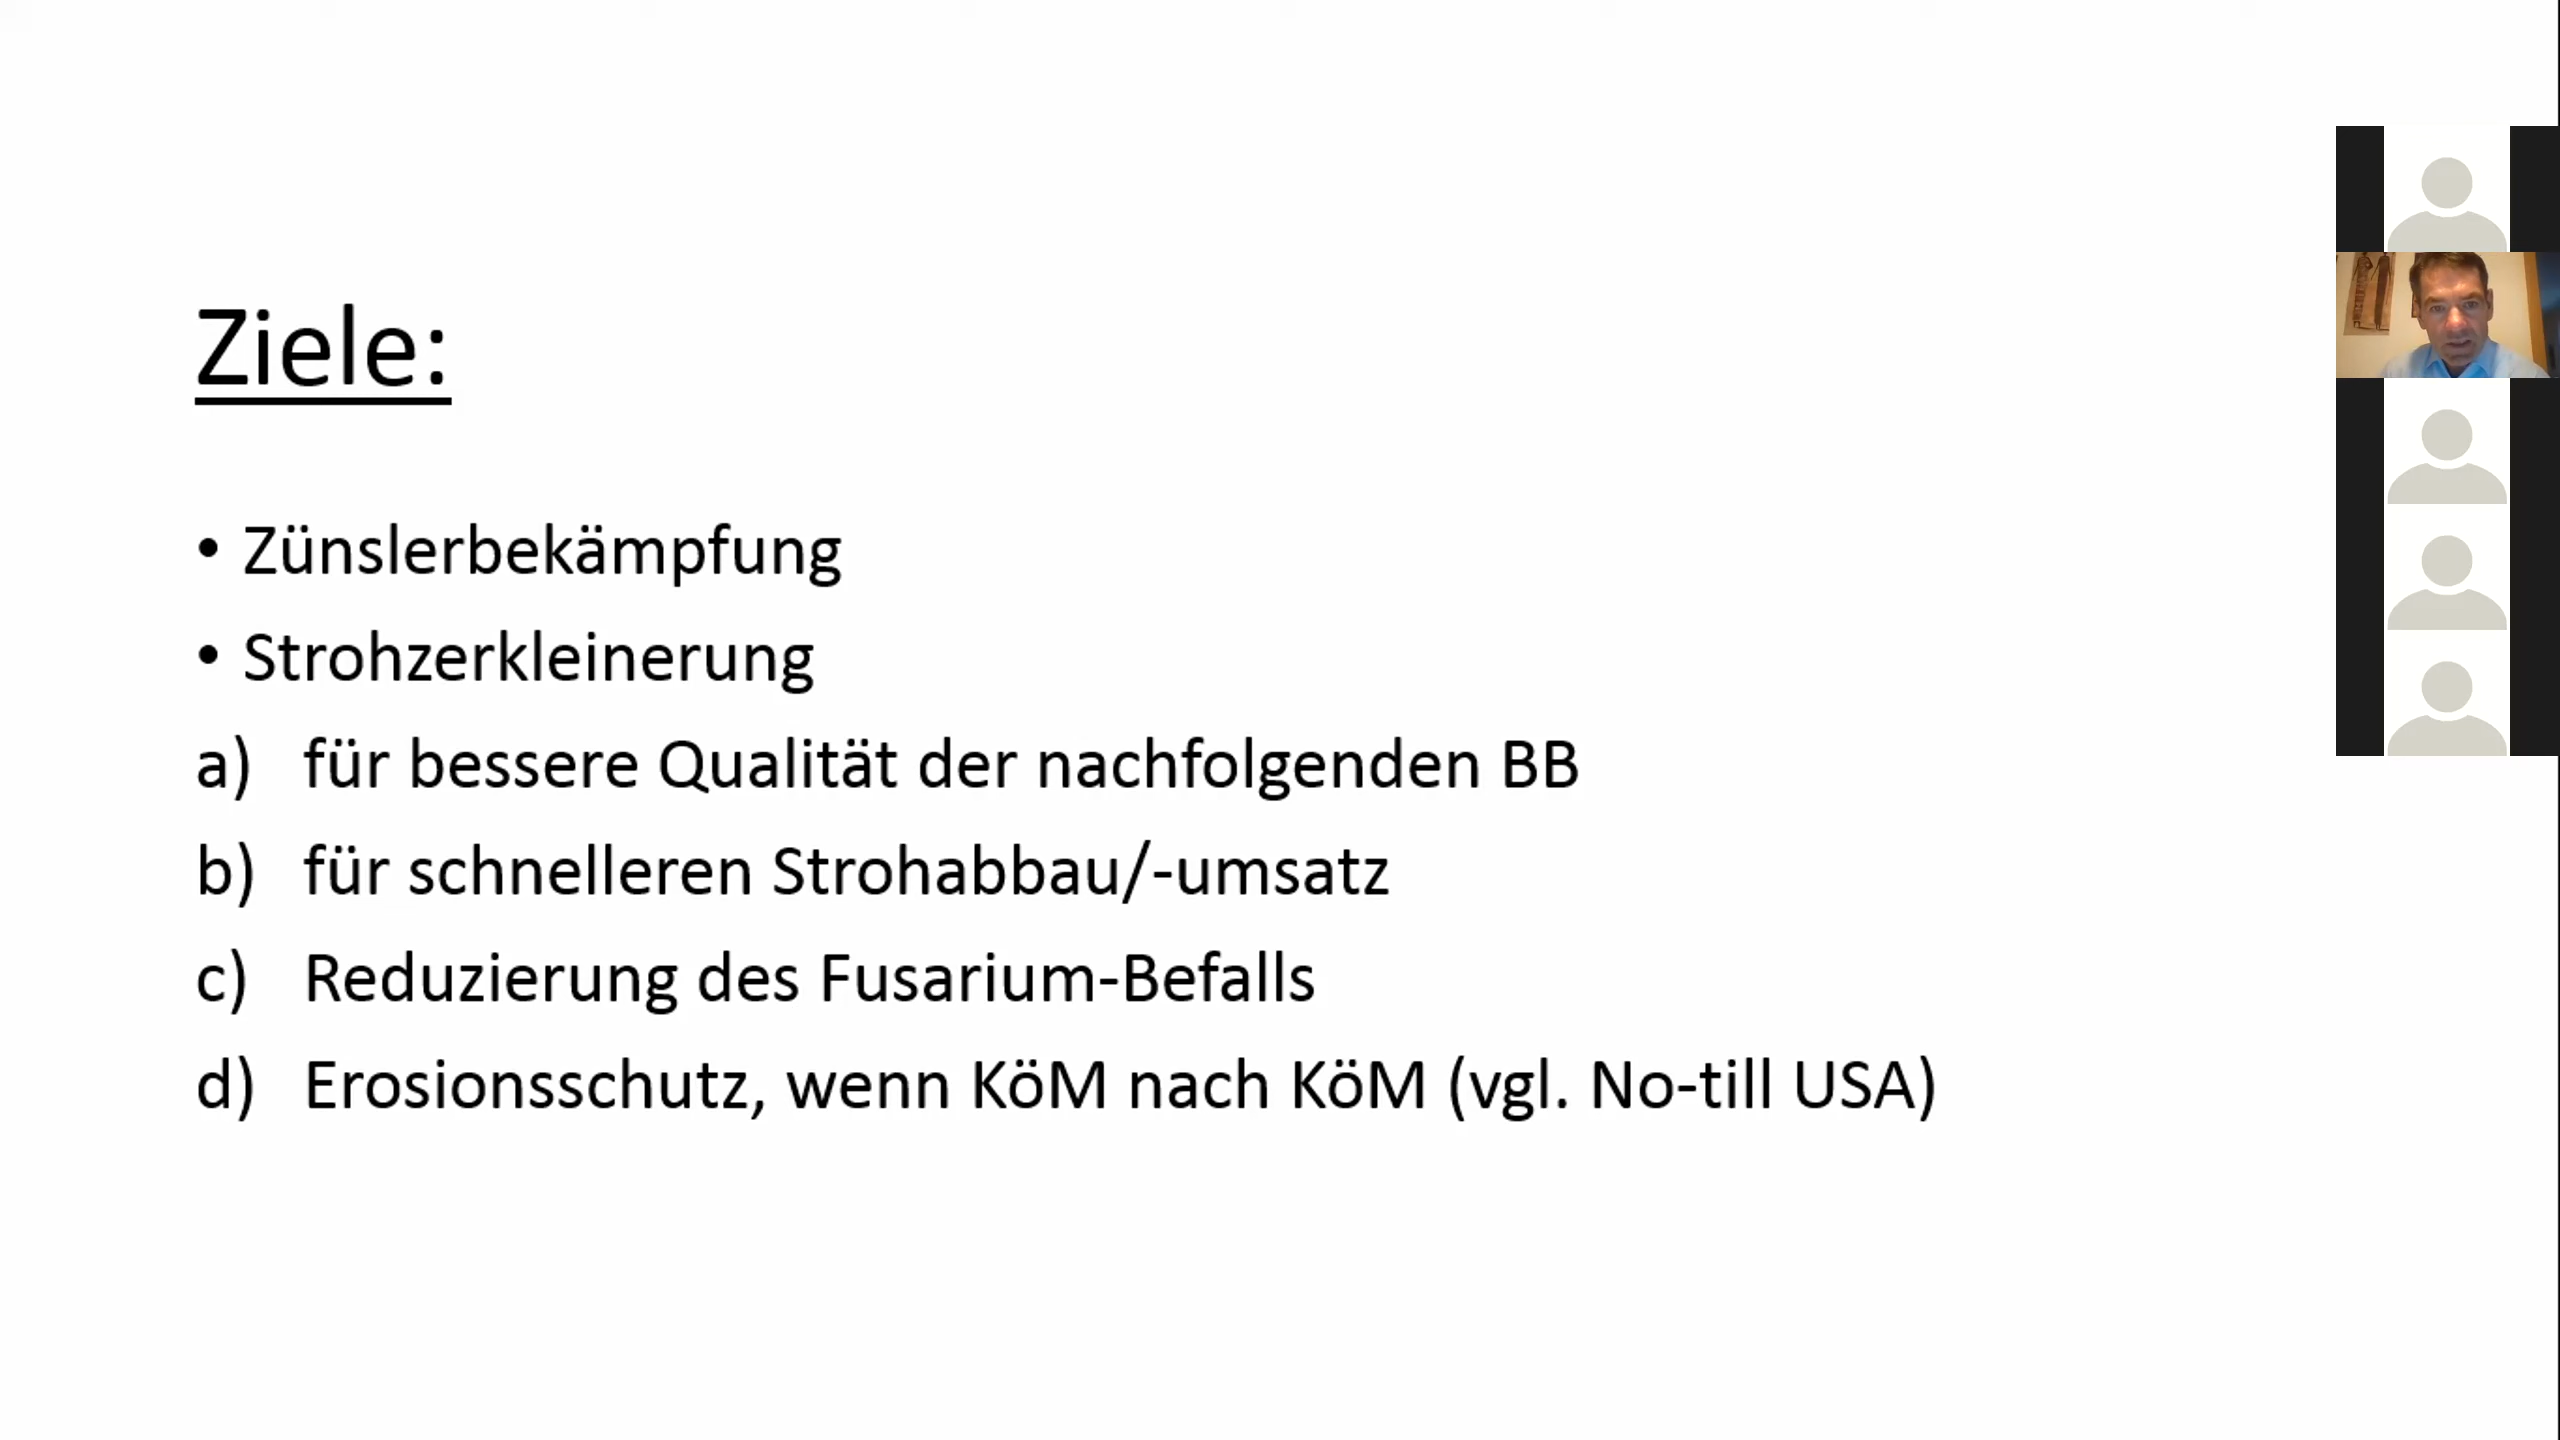 Ziele:
• Zünslerbekämpfung
• Strohzerkleinerung
a) für bessere Qualität der nachfolgenden BB
b) für schnelleren Strohabbau/-umsatz
c) Reduzierung des Fusarium-Befalls
d) Erosionsschutz, wenn KöM nach KöM (vgl. No-till USA)